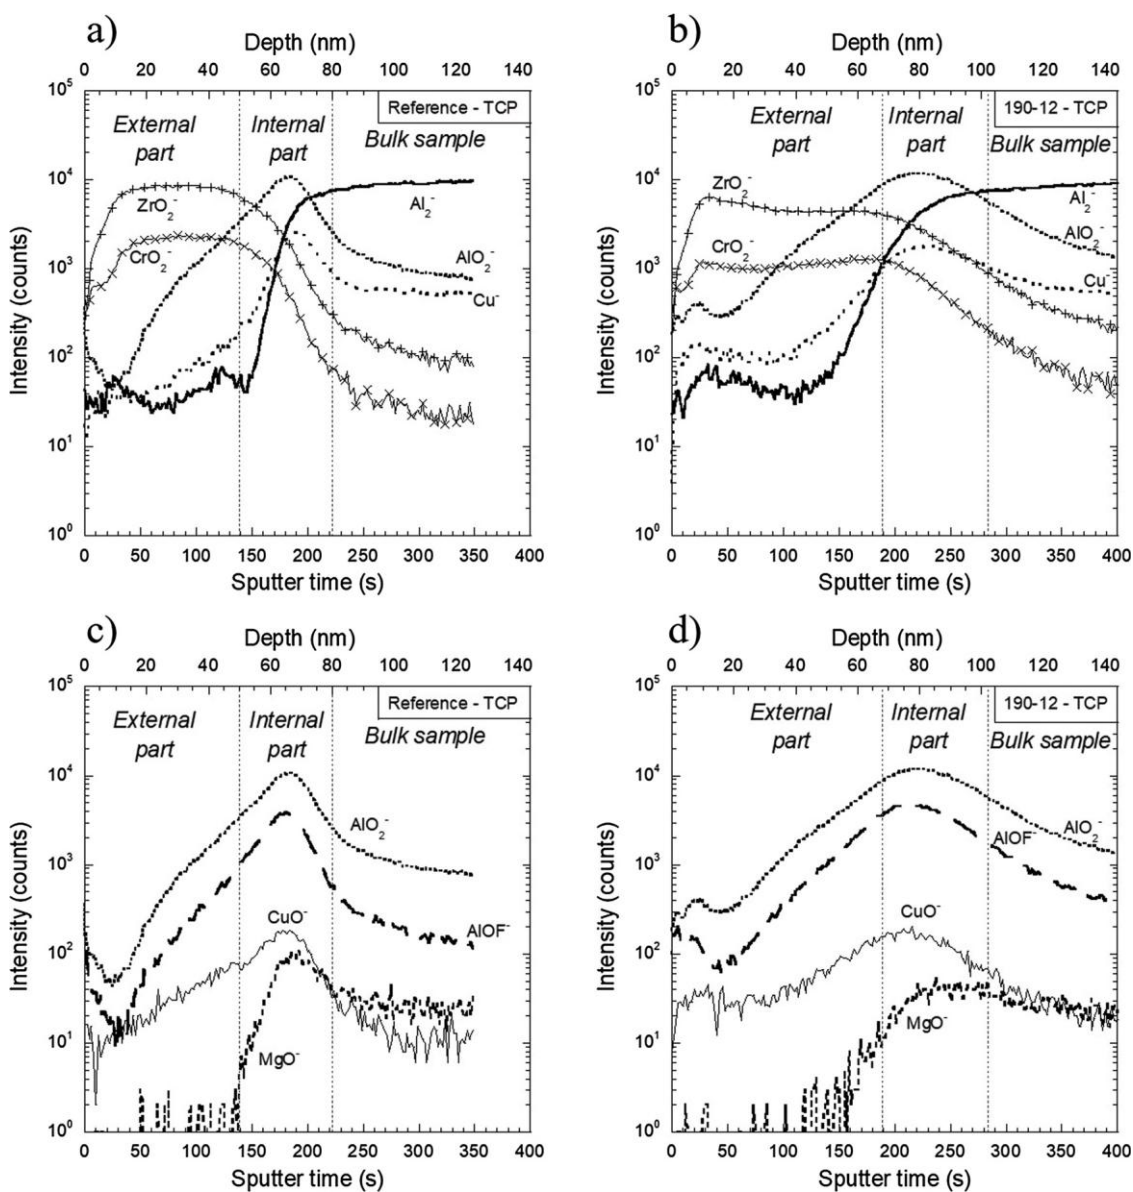 a)
Depth (nm)
0 20 40 60 80 100 120 140
Reference - TCP
External part
Internal part
Bulk sample
10^5
10^4
10^3
10^2
10^1
10^0
Intensity (counts)
ZrO2^-
CrO2^-
Al2^-
AlO2^-
Cu^-
0 50 100 150 200 250 300 350 400
Sputter time (s)
b)
Depth (nm)
0 20 40 60 80 100 120 140
190-12 - TCP
External part
Internal part
Bulk sample
10^5
10^4
10^3
10^2
10^1
10^0
Intensity (counts)
ZrO2^-
CrO2^-
Al2^-
AlO2^-
Cu^-
0 50 100 150 200 250 300 350 400
Sputter time (s)
c)
Depth (nm)
0 20 40 60 80 100 120 140
Reference - TCP
External part
Internal part
Bulk sample
10^5
10^4
10^3
10^2
10^1
10^0
Intensity (counts)
AlO2^-
CuO^-
AlOF^-
MgO^-
0 50 100 150 200 250 300 350 400
Sputter time (s)
d)
Depth (nm)
0 20 40 60 80 100 120 140
190-12 - TCP
External part
Internal part
Bulk sample
10^5
10^4
10^3
10^2
10^1
10^0
Intensity (counts)
AlOF^-
AlO2^-
CuO^-
MgO^-
0 50 100 150 200 250 300 350 400
Sputter time (s)